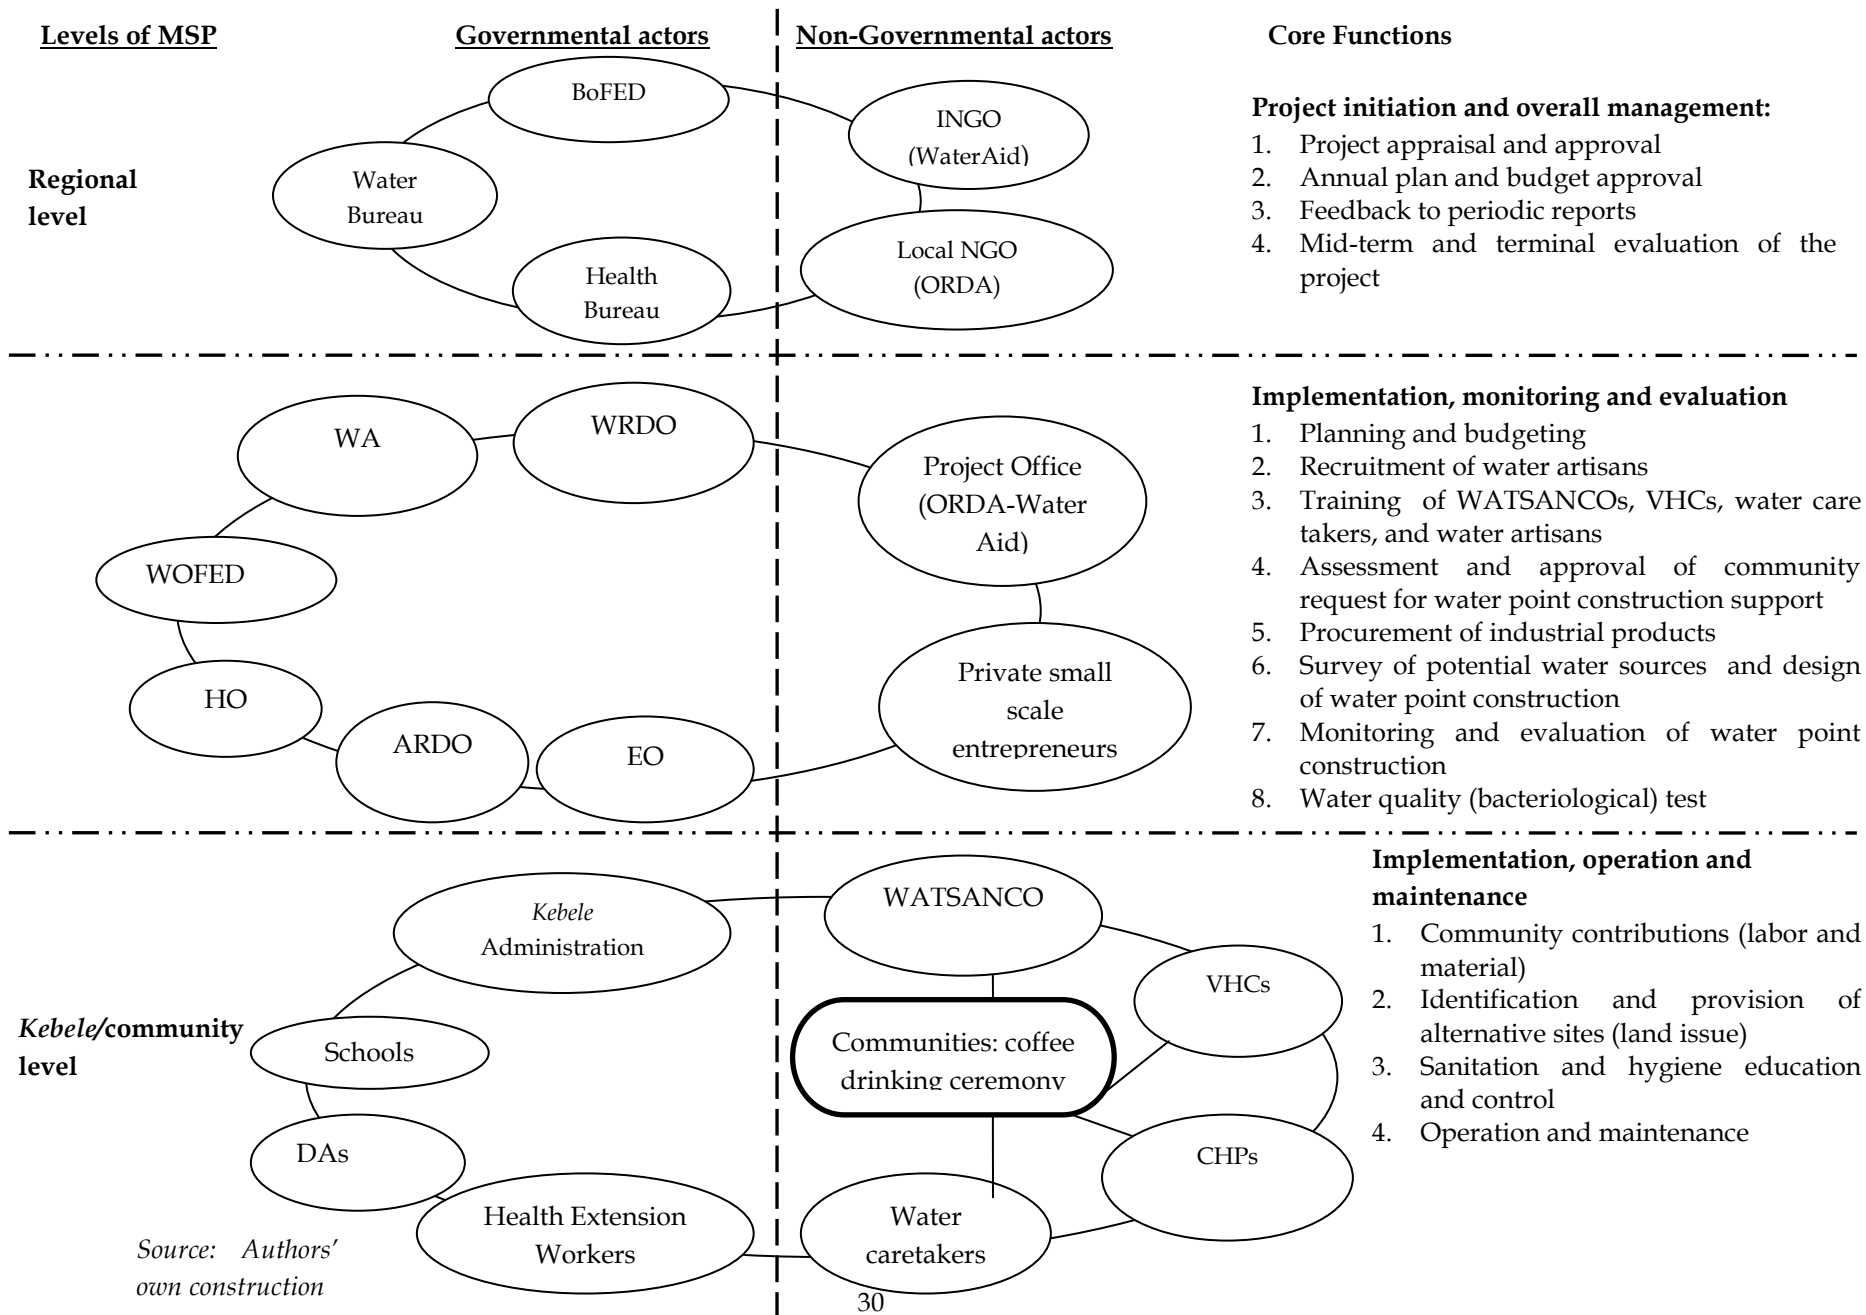 Levels of MSP
Governmental actors
Non-Governmental actors
Core Functions
Regional
level
BoFED
Water
Bureau
Health
Bureau
INGO
(WaterAid)
Local NGO
(ORDA)
Project initiation and overall management:
1. Project appraisal and approval
2. Annual plan and budget approval
3. Feedback to periodic reports
4. Mid-term and terminal evaluation of the
project
WA
WRDO
WOFED
HO
ARDO
EO
Project Office
(ORDA-Water
Aid)
Private small
scale
entrepreneurs
Implementation, monitoring and evaluation
1. Planning and budgeting
2. Recruitment of water artisans
3. Training of WATSANCOs, VHCs, water care
takers, and water artisans
4. Assessment and approval of community
request for water point construction support
5. Procurement of industrial products
6. Survey of potential water sources and design
of water point construction
7. Monitoring and evaluation of water point
construction
8. Water quality (bacteriological) test
Kebele/community
level
Kebele
Administration
Schools
DAs
Health Extension
Workers
WATSANCO
VHCs
Communities: coffee
drinking ceremony
CHPs
Water
caretakers
Implementation, operation and
maintenance
1. Community contributions (labor and
material)
2. Identification and provision of
alternative sites (land issue)
3. Sanitation and hygiene education
and control
4. Operation and maintenance
Source: Authors'
own construction
30